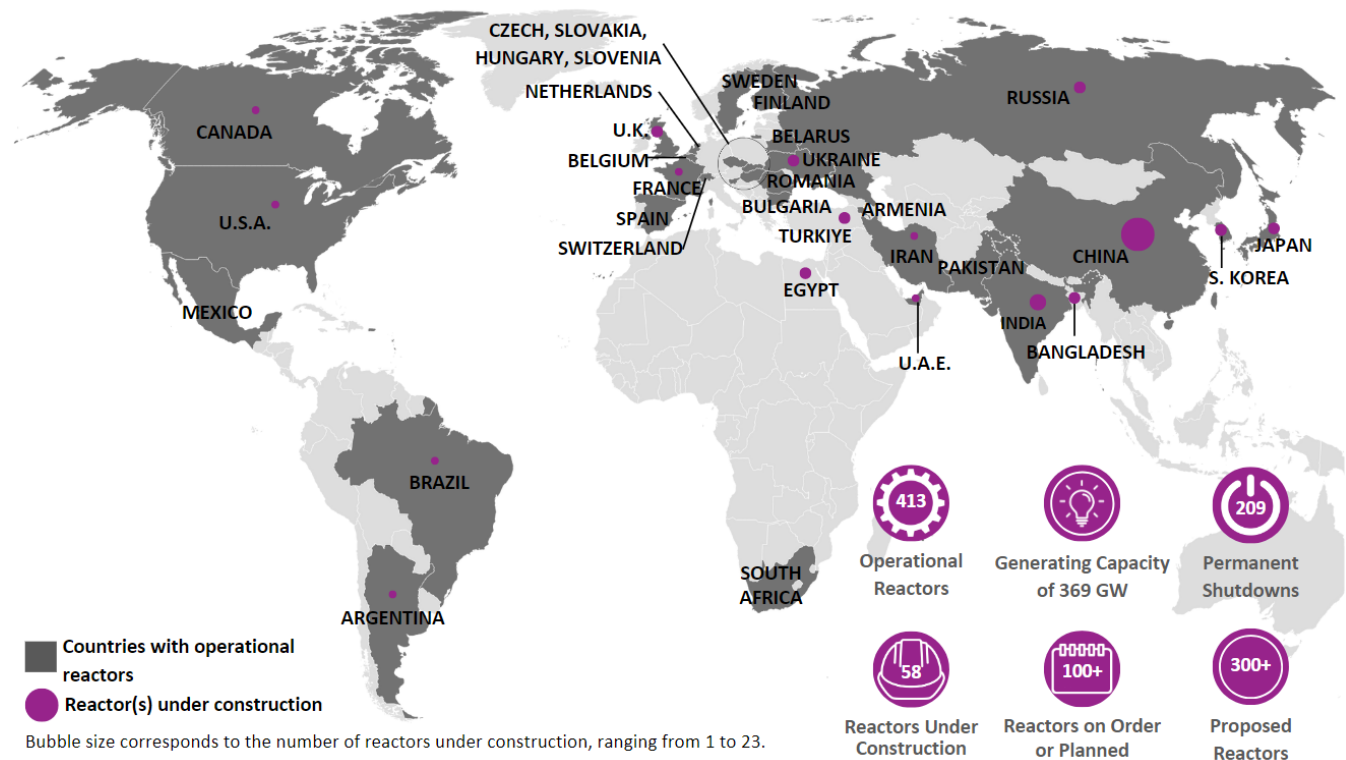 CZECH, SLOVAKIA,
HUNGARY, SLOVENIA
NETHERLANDS
SWEDEN
FINLAND
RUSSIA
CANADA
U.K.
BELARUS
BELGIUM
UKRAINE
FRANCE
ROMANIA
U.S.A.
SPAIN
BULGARIA
ARMENIA
SWITZERLAND
TURKIYE
IRAN
PAKISTAN
CHINA
JAPAN
S. KOREA
EGYPT
MEXICO
INDIA
BANGLADESH
U.A.E.
BRAZIL
SOUTH
AFRICA
ARGENTINA
413
Operational
Reactors
Generating Capacity
of 369 GW
209
Permanent
Shutdowns
58
Reactors Under
Construction
100+
Reactors on Order
or Planned
300+
Proposed
Reactors
Countries with operational
reactors
Reactor(s) under construction
Bubble size corresponds to the number of reactors under construction, ranging from 1 to 23.